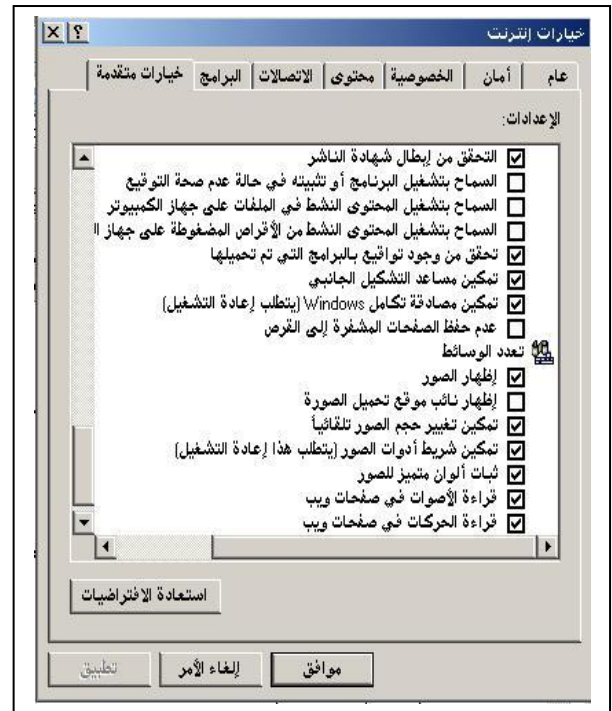 خيارات إنترنت
عام
أمان
الخصوصية
محتوى
الاتصالات
البرامج
خيارات متقدمة
الإعدادات:
التحقق من إبطال شهادة الناشر
السماح بتشغيل البرنامج أو تثبيته في حالة عدم صحة التوقيع
السماح بتشغيل المحتوى النشط في الملفات على جهاز الكمبيوتر
السماح بتشغيل المحتوى النشط من الأقراص المضغوطة على جهاز ا
تحقق من وجود تواقيع بالبرامج التي تم تحميلها
تمكين مساعد التشكيل الجانبي
تمكين مصادقة تكامل Windows (يتطلب إعادة التشغيل)
عدم حفظ الصفحات المشفرة إلى القرص
تعدد الوسائط
إظهار الصور
إظهار نائب موقع تحميل الصورة
تمكين تغيير حجم الصور تلقائياً
تمكين شريط أدوات الصور (يتطلب هذا إعادة التشغيل)
ثبات ألوان متميز للصور
قراءة الأصوات في صفحات ويب
قراءة الحركات في صفحات ويب
استعادة الافتراضيات
موافق
إلغاء الأمر
تطبيق